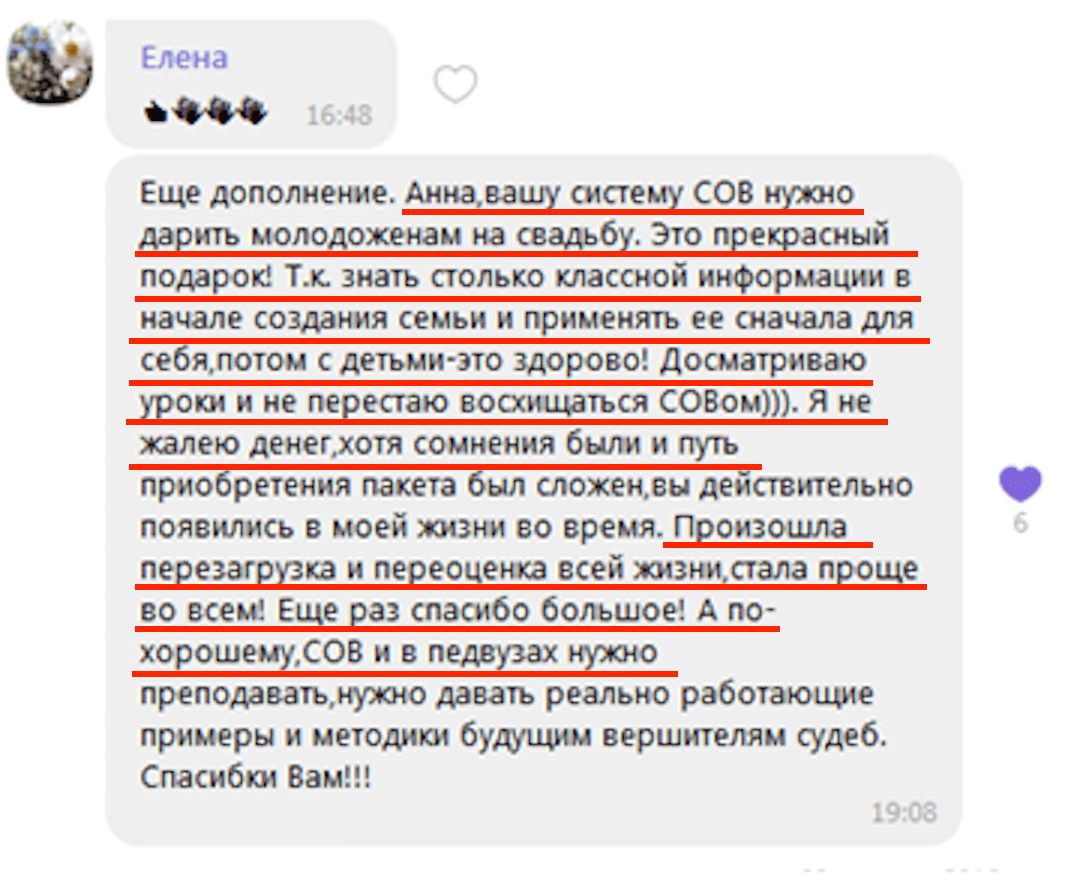 Елена
16:48
Еще дополнение. Анна,вашу систему СОВ нужно
дарить молодоженам на свадьбу. Это прекрасный
подарок! Т.к. знать столько классной информации в
начале создания семьи и применять ее сначала для
себя,потом с детьми-это здорово! Досматриваю
уроки и не перестаю восхищаться СОВом))). Я не
жалею денег,хотя сомнения были и путь
приобретения пакета был сложен,вы действительно
появились в моей жизни во время. Произошла
перезагрузка и переоценка всей жизни,стала проще
во всем! Еще раз спасибо большое! А по-
хорошему,СОВ и в педвузах нужно
преподавать,нужно давать реально работающие
примеры и методики будущим вершителям судеб.
Спасибки Вам!!!
6
19:08